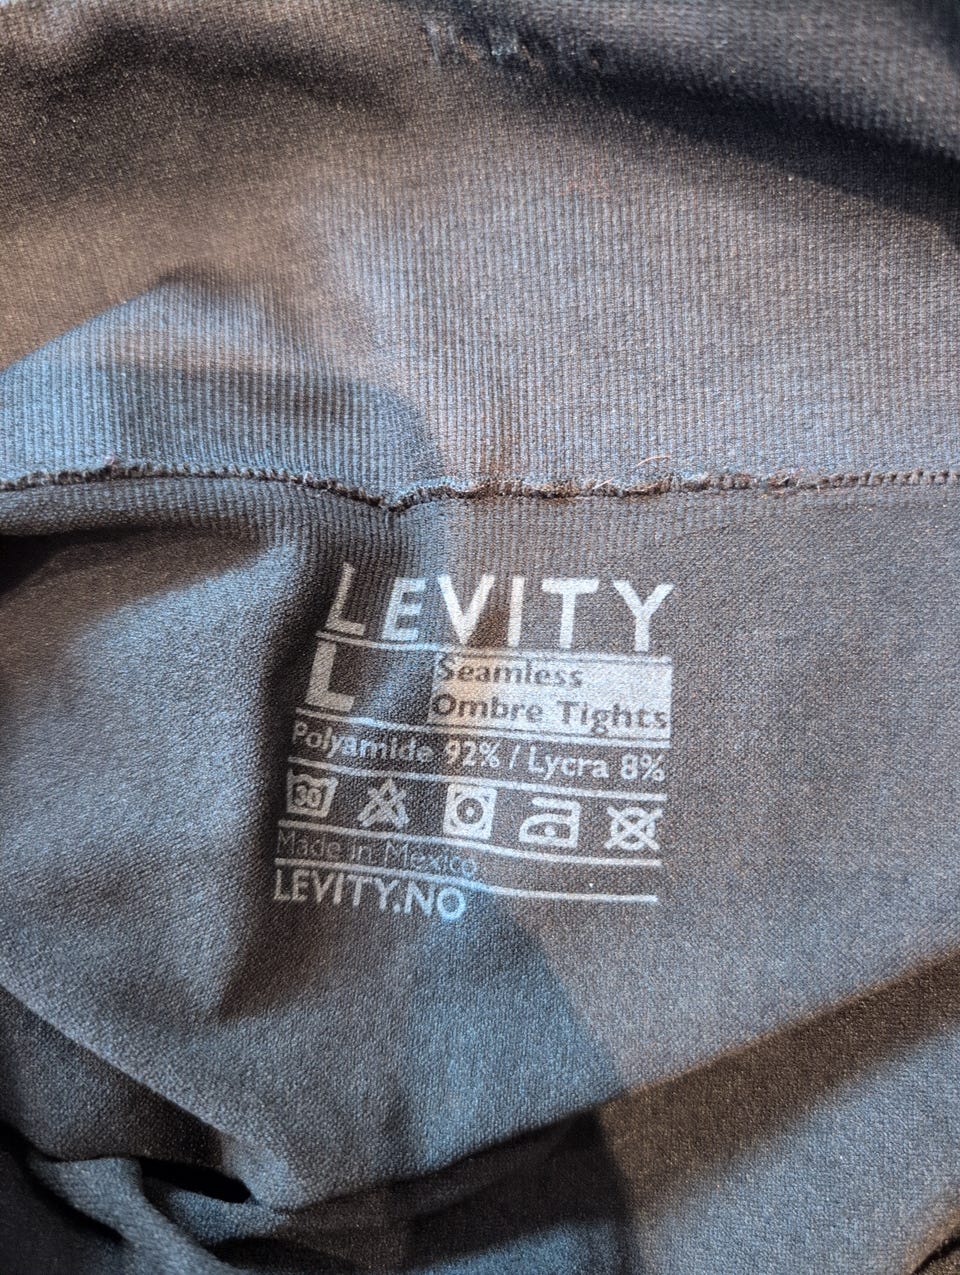 LEVITY
L
Seamless
Ombre Tights
Polyamide 92% / Lycra 8%
30
Made in Mexico
LEVITY.NO